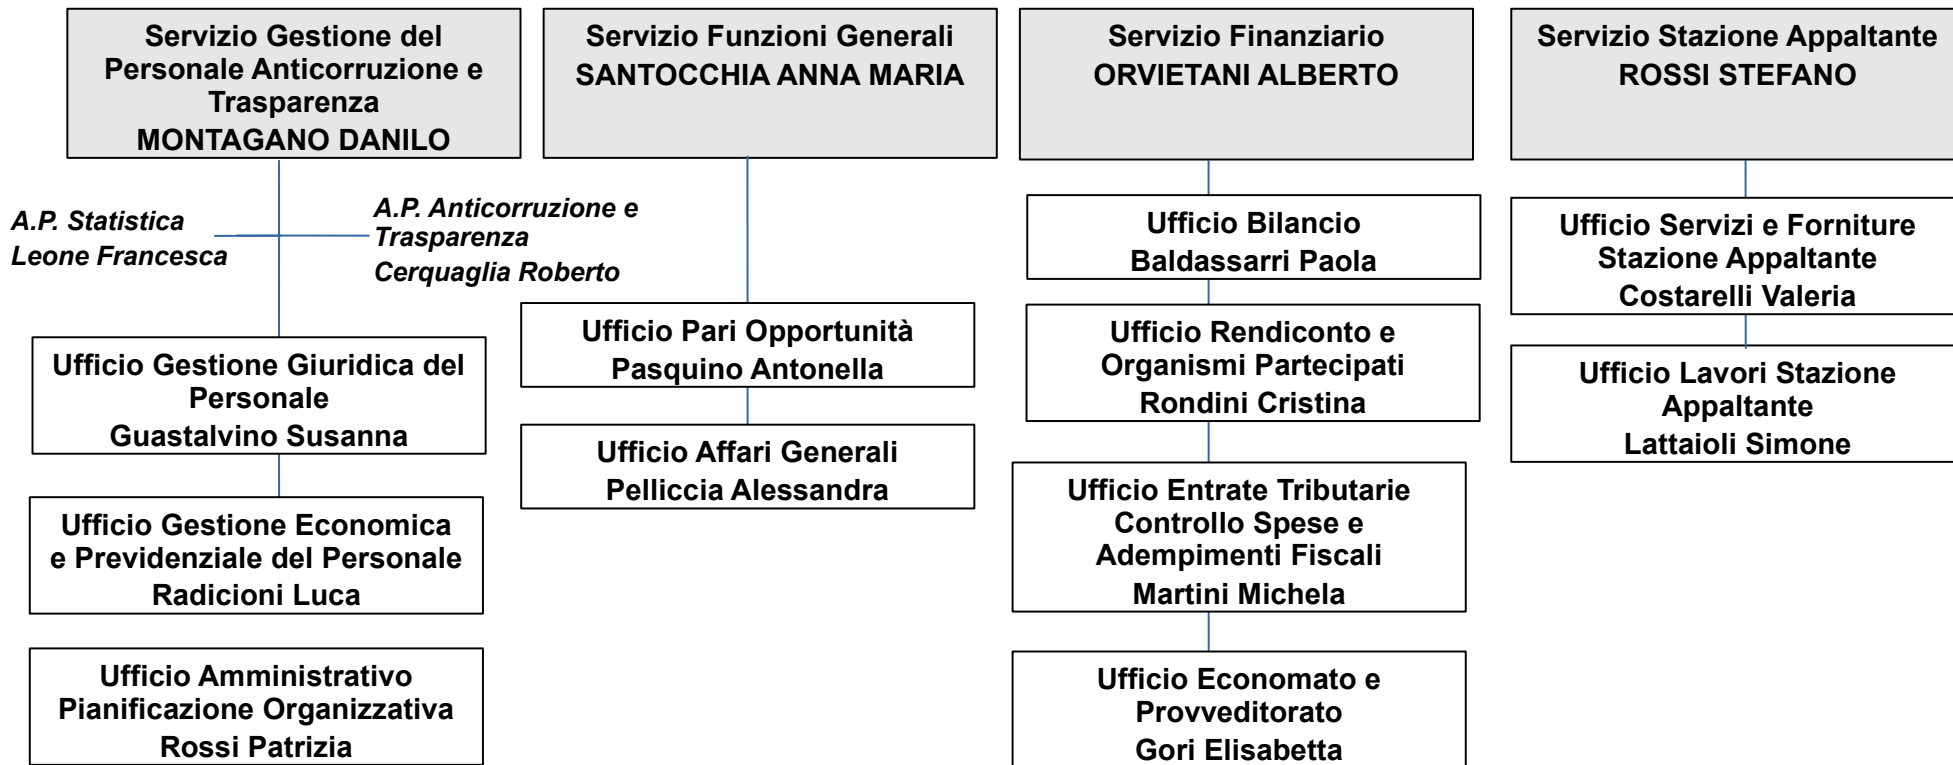 Servizio Gestione del
Personale Anticorruzione e
Trasparenza
MONTAGANO DANILO
A.P. Statistica
Leone Francesca
A.P. Anticorruzione e
Trasparenza
Cerquaglia Roberto
Ufficio Gestione Giuridica del
Personale
Guastalvino Susanna
Ufficio Gestione Economica
e Previdenziale del Personale
Radicioni Luca
Ufficio Amministrativo
Pianificazione Organizzativa
Rossi Patrizia
Servizio Funzioni Generali
SANTOCCHIA ANNA MARIA
Ufficio Pari Opportunità
Pasquino Antonella
Ufficio Affari Generali
Pelliccia Alessandra
Servizio Finanziario
ORVIETANI ALBERTO
Ufficio Bilancio
Baldassarri Paola
Ufficio Rendiconto e
Organismi Partecipati
Rondini Cristina
Ufficio Entrate Tributarie
Controllo Spese e
Adempimenti Fiscali
Martini Michela
Ufficio Economato e
Provveditorato
Gori Elisabetta
Servizio Stazione Appaltante
ROSSI STEFANO
Ufficio Servizi e Forniture
Stazione Appaltante
Costarelli Valeria
Ufficio Lavori Stazione
Appaltante
Lattaioli Simone